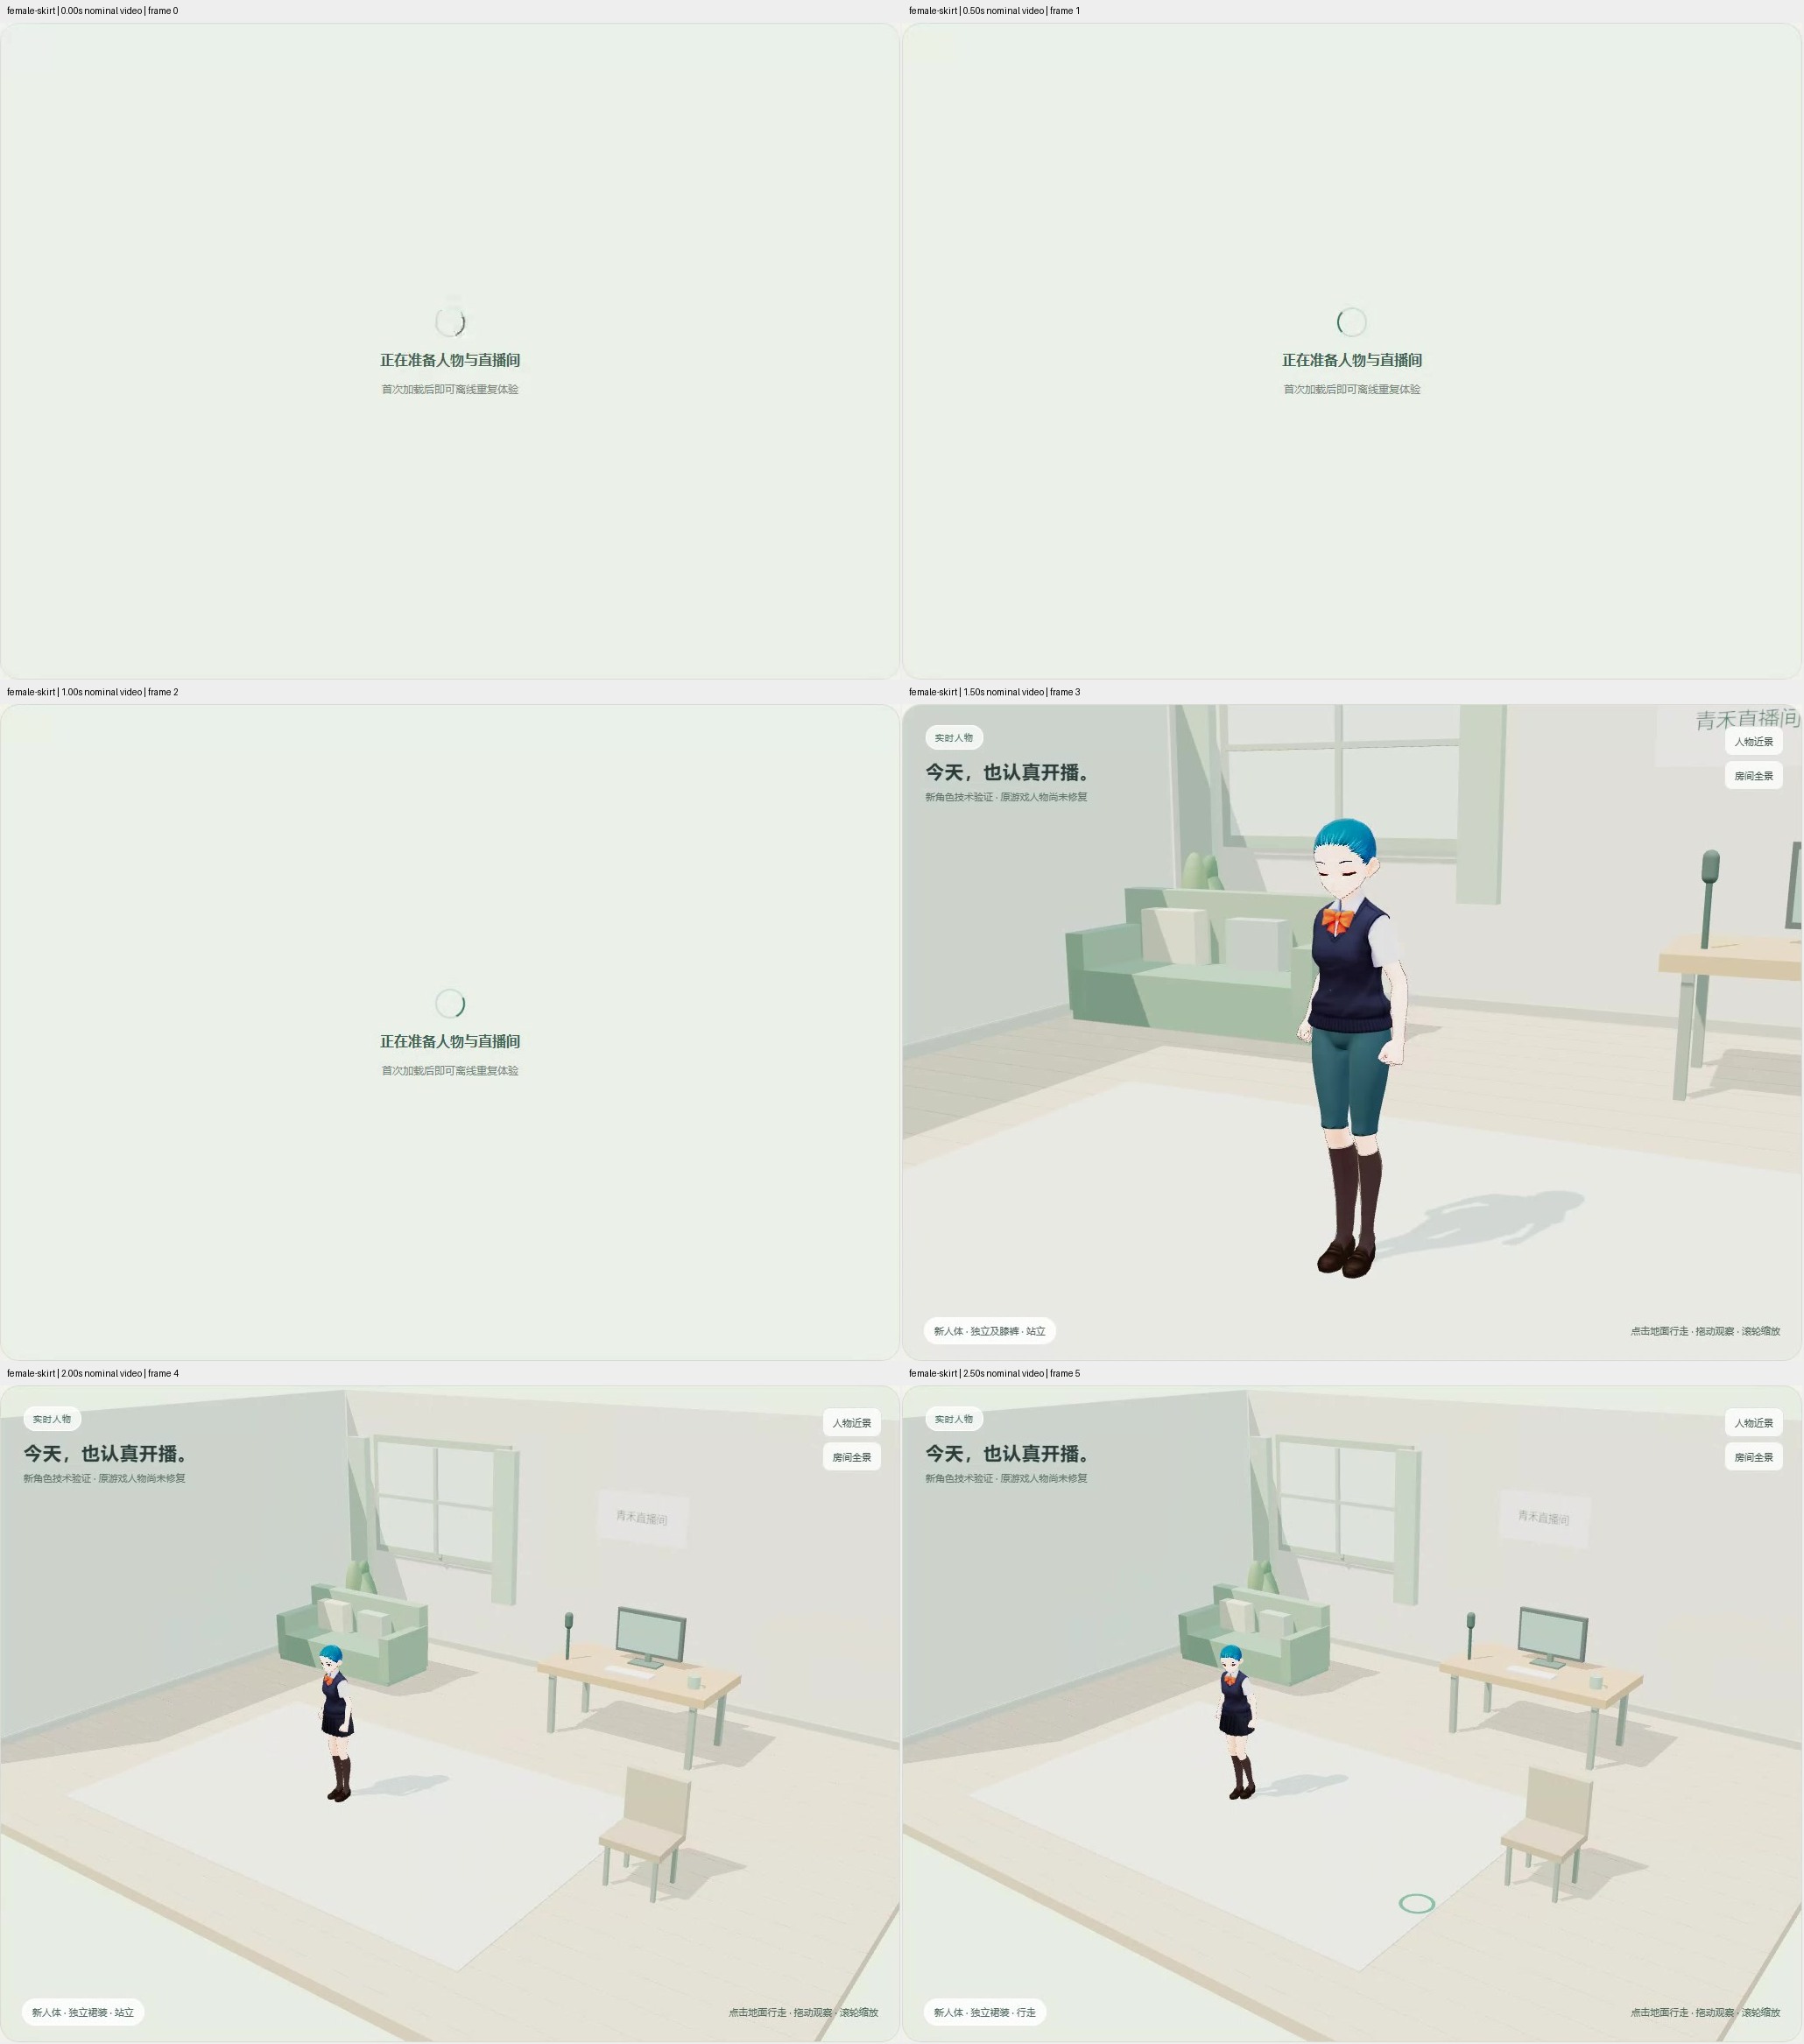 female-skirt | 0.00s nominal video | frame 0
正在准备人物与直播间
首次加载后即可离线重复体验
female-skirt | 0.50s nominal video | frame 1
正在准备人物与直播间
首次加载后即可离线重复体验
female-skirt | 1.00s nominal video | frame 2
正在准备人物与直播间
首次加载后即可离线重复体验
female-skirt | 1.50s nominal video | frame 3
青禾直播间
实时人物
人物近景
今天，也认真开播。
房间全景
新角色技术验证 · 原游戏人物尚未修复
新人体 · 独立及膝裤 · 站立
点击地面行走 · 拖动观察 · 滚轮缩放
female-skirt | 2.00s nominal video | frame 4
实时人物
人物近景
今天，也认真开播。
房间全景
新角色技术验证 · 原游戏人物尚未修复
青禾直播间
新人体 · 独立裙装 · 站立
点击地面行走 · 拖动观察 · 滚轮缩放
female-skirt | 2.50s nominal video | frame 5
实时人物
人物近景
今天，也认真开播。
房间全景
新角色技术验证 · 原游戏人物尚未修复
青禾直播间
新人体 · 独立裙装 · 行走
点击地面行走 · 拖动观察 · 滚轮缩放